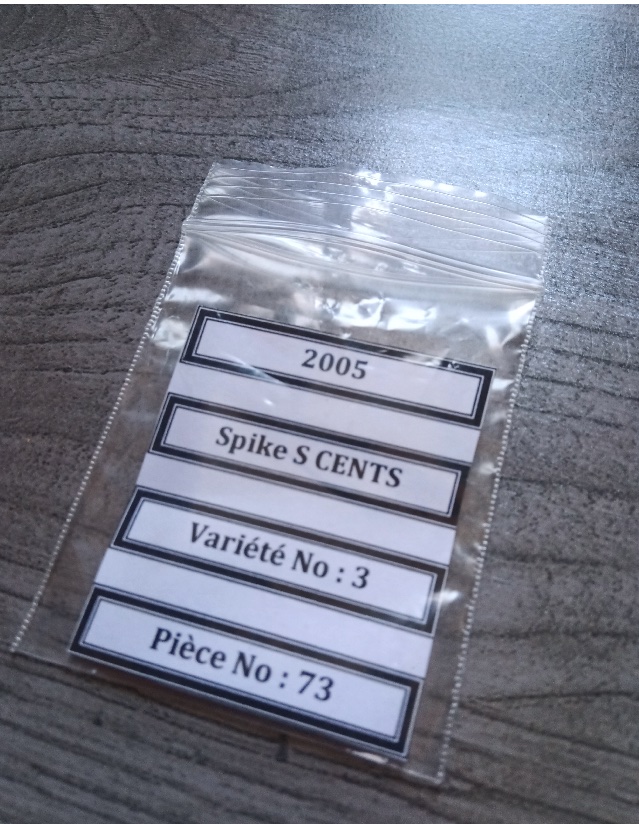 2005
Spike S CENTS
Variété No : 3
Pièce No : 73